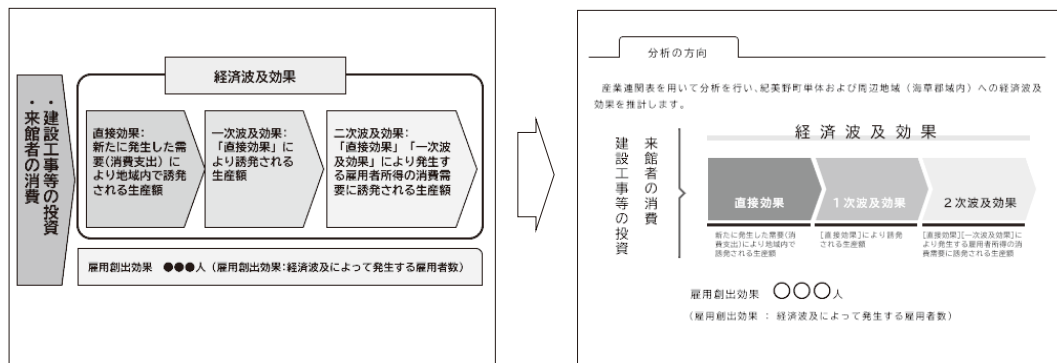 ・建設工事等の投資
・来館者の消費
経済波及効果
直接効果:
新たに発生した需
要(消費支出)に
より地域内で誘発
される生産額
一次波及効果:
「直接効果」に
より誘発される
生産額
二次波及効果:
「直接効果」「一次波
及効果」により発生す
る雇用者所得の消費需
要に誘発される生産額
雇用創出効果 ●●●人(雇用創出効果:経済波及によって発生する雇用者数)
分析の方向
産業連関表を用いて分析を行い、紀美野町単体および周辺地域(海草郡域内)への経済波及
効果を推計します。
来館者の消費
建設工事等の投資
経済波及効果
直接効果
1次波及効果
2次波及効果
新たに発生した需要(消
費支出)により地域内で
誘発される生産額
[直接効果]により誘発
される生産額
[直接効果][一次波及効果]に
より発生する雇用者所得の消
費需要に誘発される生産額
雇用創出効果 ○○○人
(雇用創出効果 : 経済波及によって発生する雇用者数)